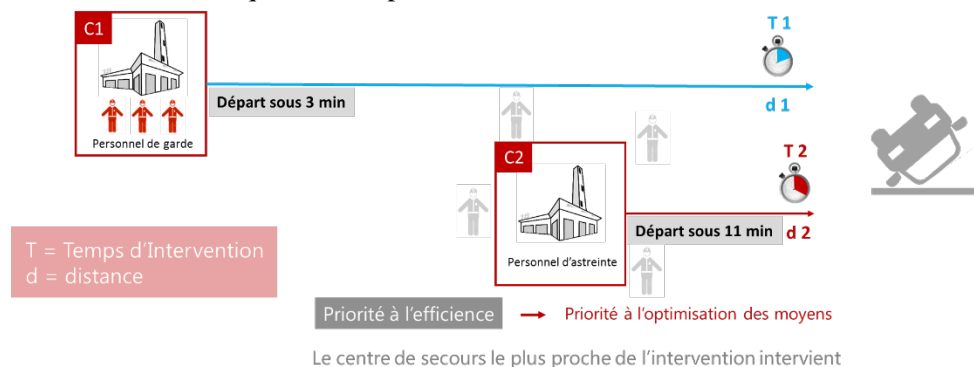 C1
Personnel de garde
Départ sous 3 min
T 1
d 1
C2
Personnel d'astreinte
Départ sous 11 min
T 2
d 2
T = Temps d'Intervention
d = distance
Priorité à l'efficience → Priorité à l'optimisation des moyens
Le centre de secours le plus proche de l'intervention intervient